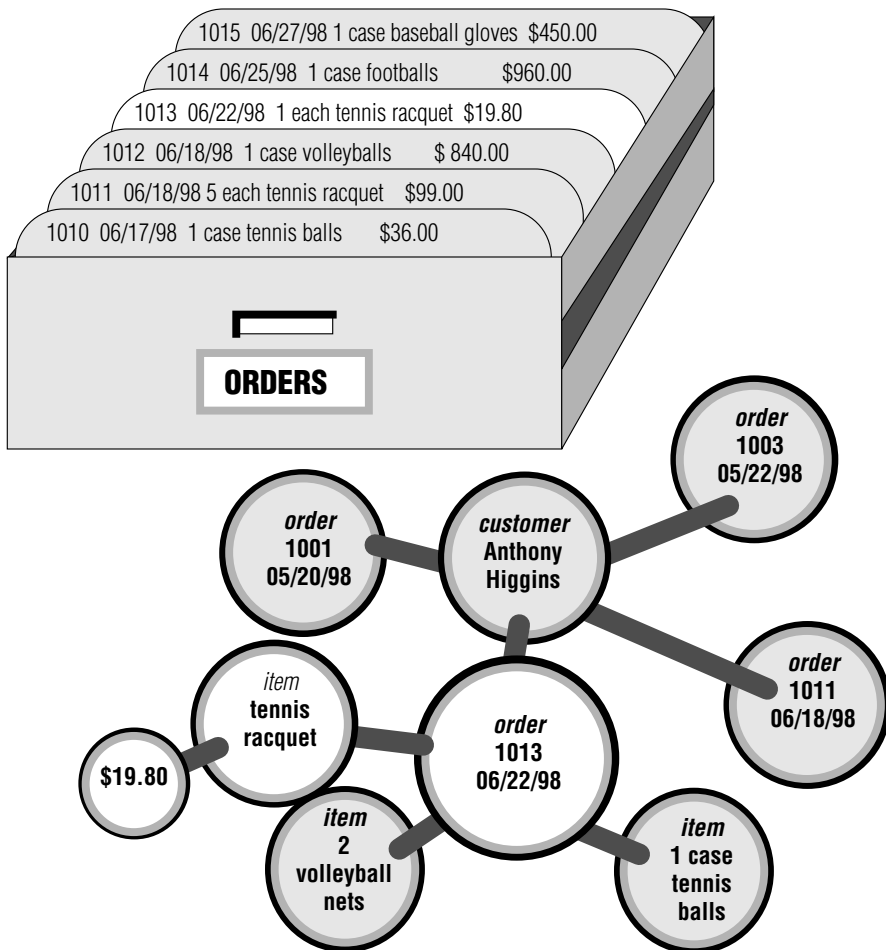 1015 06/27/98 1 case baseball gloves $450.00
1014 06/25/98 1 case footballs $960.00
1013 06/22/98 1 each tennis racquet $19.80
1012 06/18/98 1 case volleyballs $ 840.00
1011 06/18/98 5 each tennis racquet $99.00
1010 06/17/98 1 case tennis balls $36.00
ORDERS
order
1003
05/22/98
order
1001
05/20/98
customer
Anthony
Higgins
item
tennis
racquet
order
1011
06/18/98
order
1013
06/22/98
$19.80
item
2
volleyball
nets
item
1 case
tennis
balls